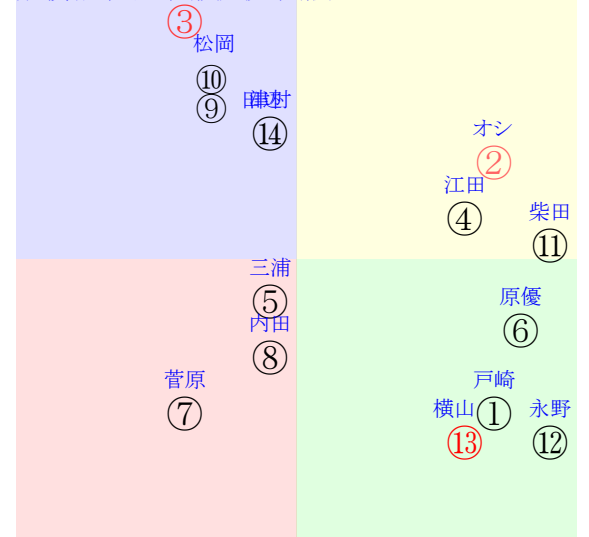 ③
松岡
⑩
⑨
⑭
オシ
②
江田
④
柴田
⑪
三浦
⑤
内田
⑧
原優
⑥
菅原
⑦
戸崎
①
横山
⑬
永野
⑫